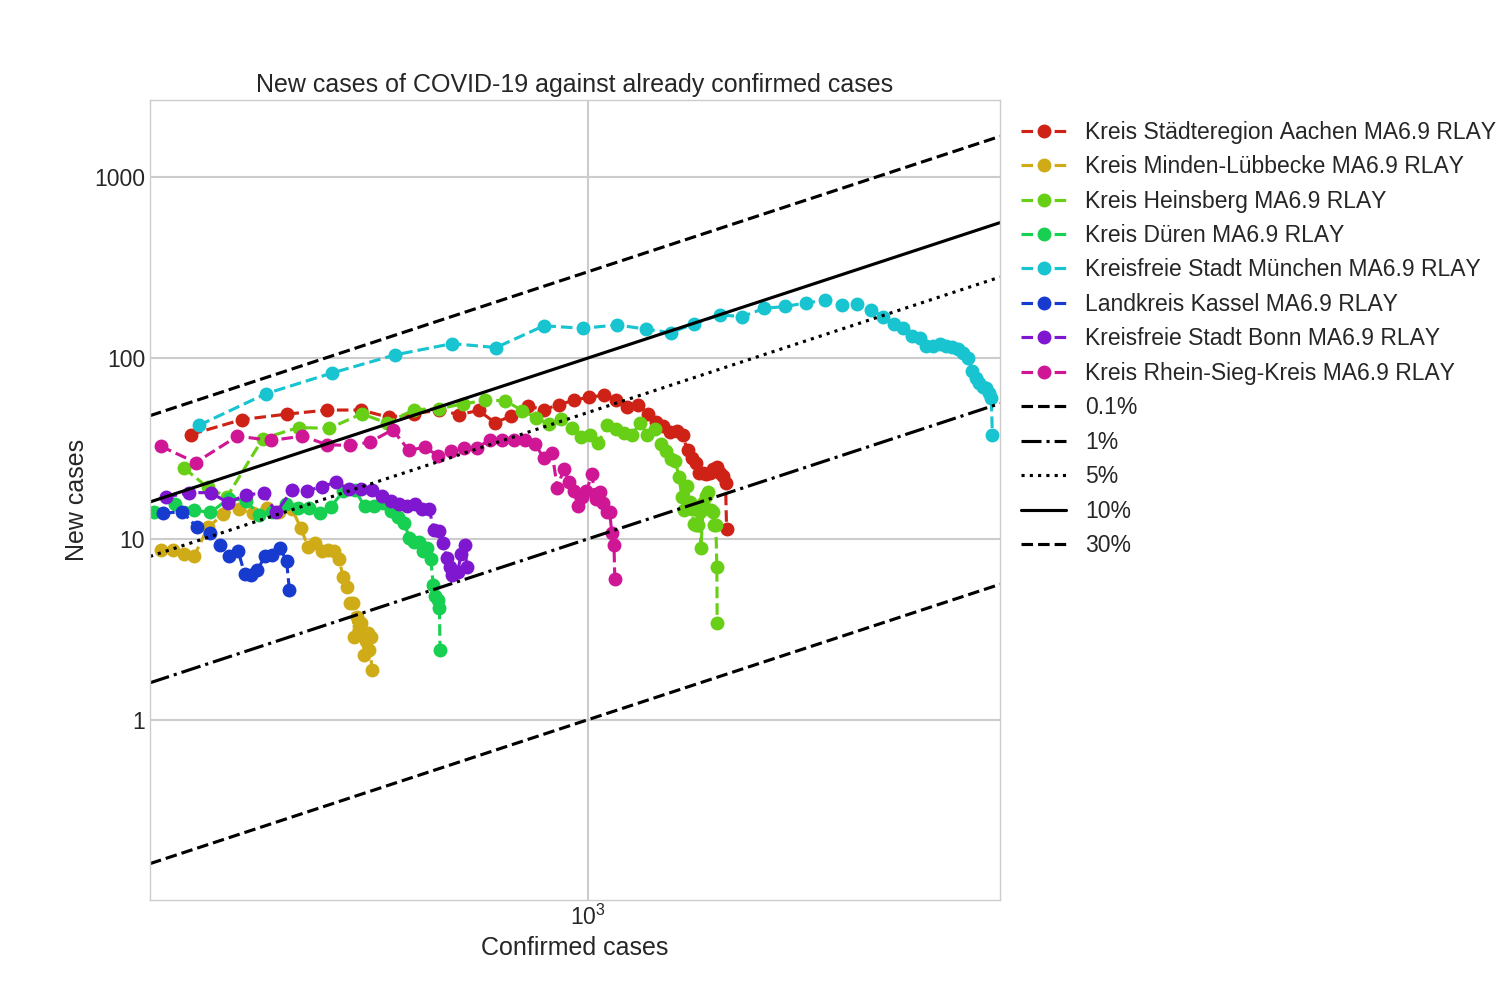 New cases of COVID-19 against already confirmed cases
Kreis Städteregion Aachen MA6.9 RLAY
Kreis Minden-Lübbecke MA6.9 RLAY
Kreis Heinsberg MA6.9 RLAY
Kreis Düren MA6.9 RLAY
Kreisfreie Stadt München MA6.9 RLAY
Landkreis Kassel MA6.9 RLAY
Kreisfreie Stadt Bonn MA6.9 RLAY
Kreis Rhein-Sieg-Kreis MA6.9 RLAY
0.1%
1%
5%
10%
30%
New cases
1000
100
10
1
10³
Confirmed cases